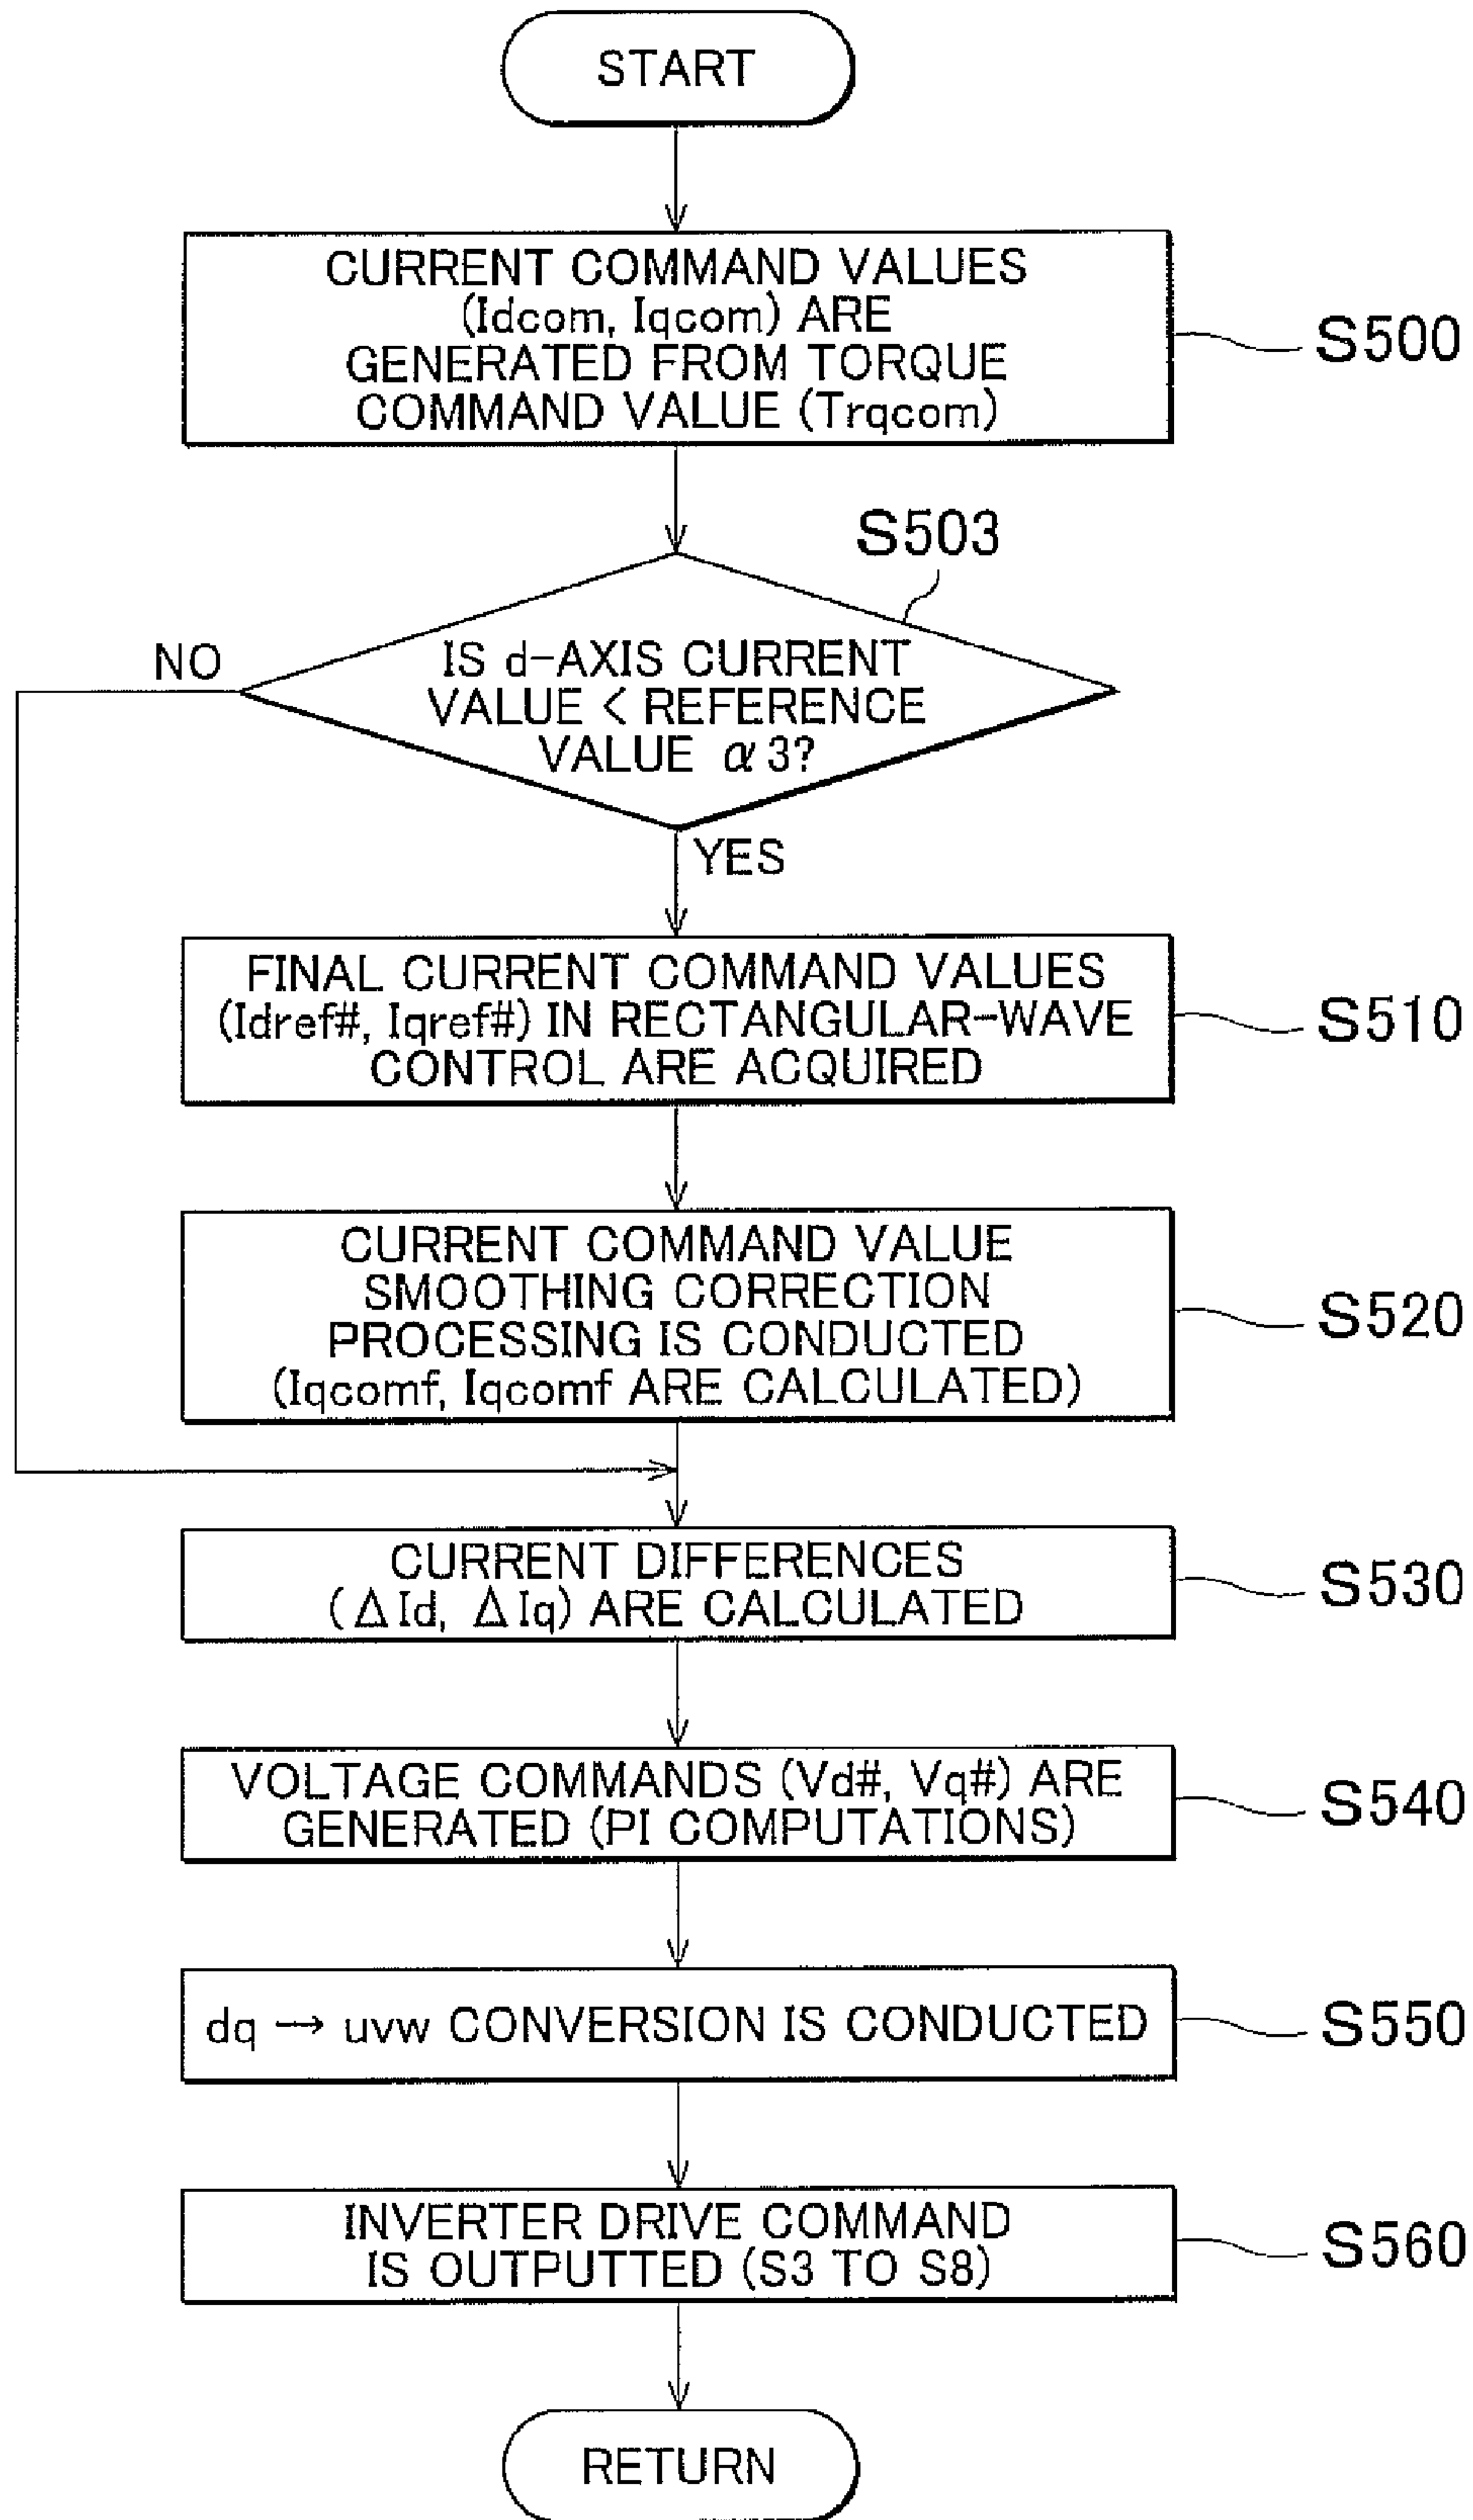 START
CURRENT COMMAND VALUES
(Idcom, Iqcom) ARE
GENERATED FROM TORQUE
COMMAND VALUE (Trqcom)
S500
S503
NO
IS d-AXIS CURRENT
VALUE < REFERENCE
VALUE α3?
YES
FINAL CURRENT COMMAND VALUES
(Idref#, Iqref#) IN RECTANGULAR-WAVE
CONTROL ARE ACQUIRED
S510
CURRENT COMMAND VALUE
SMOOTHING CORRECTION
PROCESSING IS CONDUCTED
(Iqcomf, Iqcomf ARE CALCULATED)
S520
CURRENT DIFFERENCES
(ΔId, ΔIq) ARE CALCULATED
S530
VOLTAGE COMMANDS (Vd#, Vq#) ARE
GENERATED (PI COMPUTATIONS)
S540
dq → uvw CONVERSION IS CONDUCTED
S550
INVERTER DRIVE COMMAND
IS OUTPUTTED (S3 TO S8)
S560
RETURN